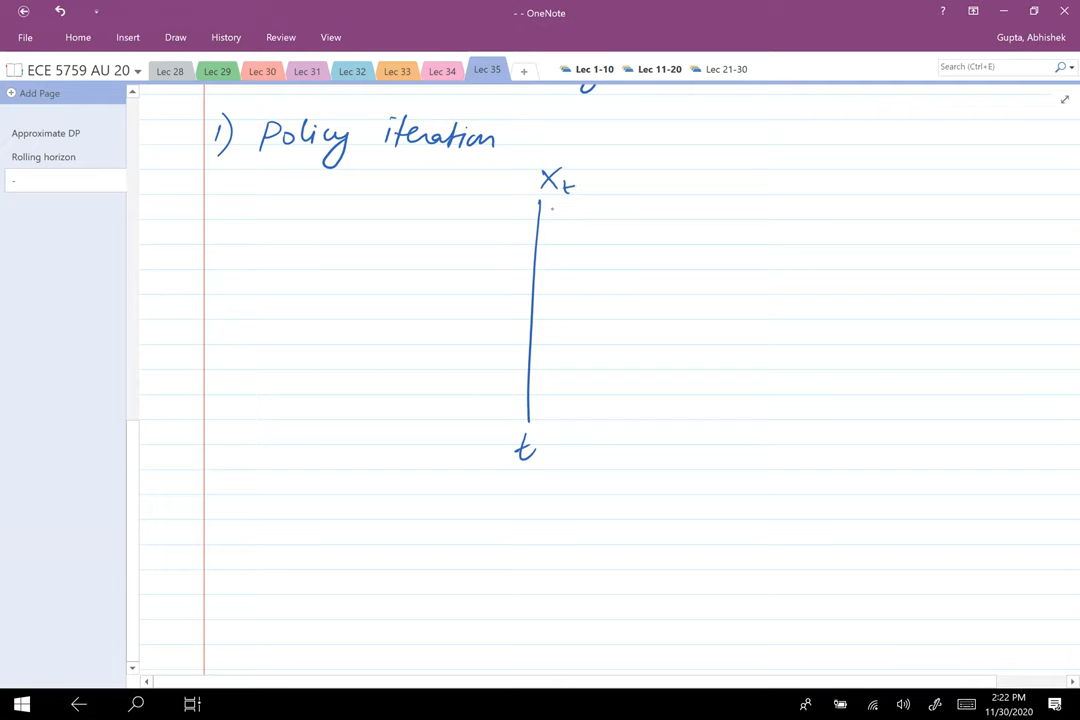 - - OneNote
?
Gupta, Abhishek
File Home Insert Draw History Review View
ECE 5759 AU 20
Lec 28 Lec 29 Lec 30 Lec 31 Lec 32 Lec 33 Lec 34 Lec 35 +
Lec 1-10 Lec 11-20 Lec 21-30
Search (Ctrl+E)
Add Page
Approximate DP
Rolling horizon
-
1) Policy iteration
X_t
t
2:22 PM
11/30/2020